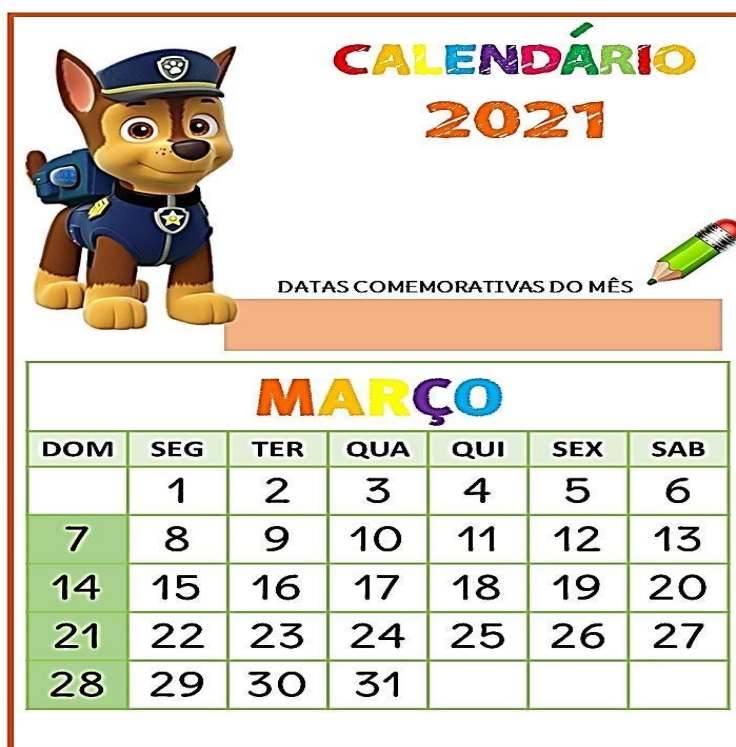 CALENDÁRIO
2021
DATAS COMEMORATIVAS DO MÊS
MARÇO
DOM SEG TER QUA QUI SEX SAB
1 2 3 4 5 6
7 8 9 10 11 12 13
14 15 16 17 18 19 20
21 22 23 24 25 26 27
28 29 30 31